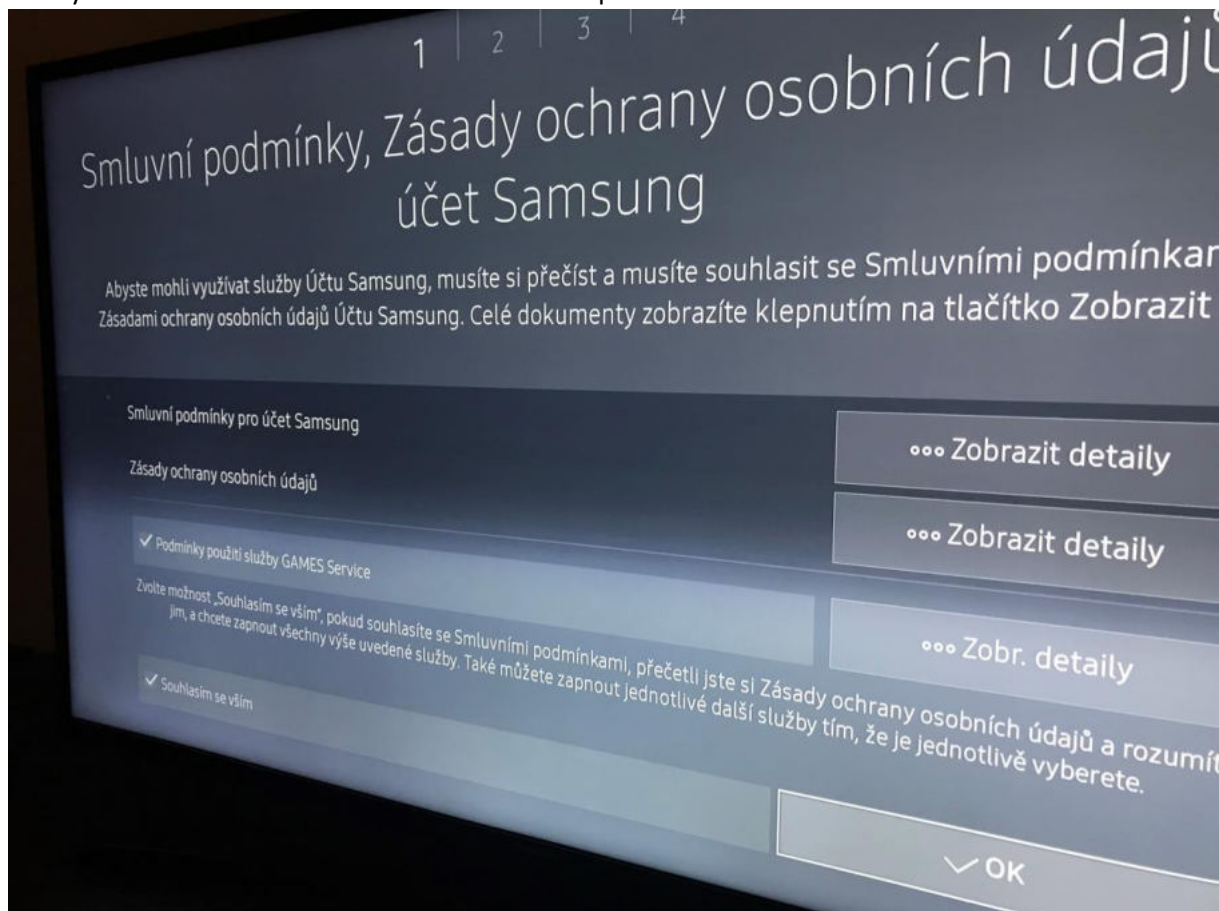 1 | 2 | 3 | 4
Smluvní podmínky, Zásady ochrany osobních údajů
účet Samsung
Abyste mohli využívat služby Účtu Samsung, musíte si přečíst a musíte souhlasit se Smluvními
Zásadami ochrany osobních údajů Účtu Samsung. Celé dokumenty zobrazíte klepnutím na tlačítko Zobrazit
Smluvní podmínky pro účet Samsung
Zobrazit detaily
Zásady ochrany osobních údajů
Zobrazit detaily
✓ Podmínky použití služby GAMES Service
Zobr. detaily
Zvolte možnost „Souhlasím se vším“, pokud souhlasíte se Smluvními podmínkami, přečetli jste si Zásady ochrany osobních údajů a
jim, a chcete zapnout všechny výše uvedené služby. Také můžete zapnout jednotlivé další služby tím, že je jednotlivě vyberete.
✓ Souhlasím se vším
✓ OK